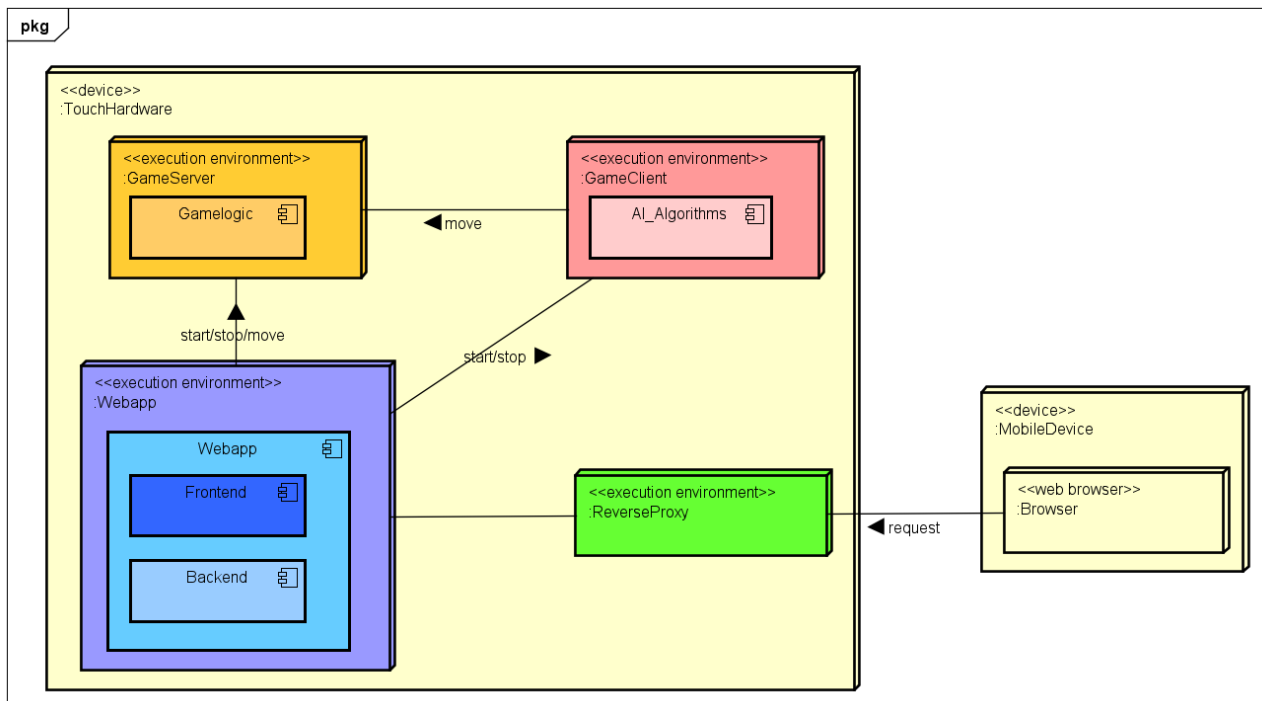 pkg
<<device>>
:TouchHardware
<<execution environment>>
:GameServer
Gamelogic
<<execution environment>>
:GameClient
AI_Algorithms
move
start/stop/move
start/stop
<<execution environment>>
:Webapp
Webapp
Frontend
Backend
<<execution environment>>
:ReverseProxy
request
<<device>>
:MobileDevice
<<web browser>>
:Browser